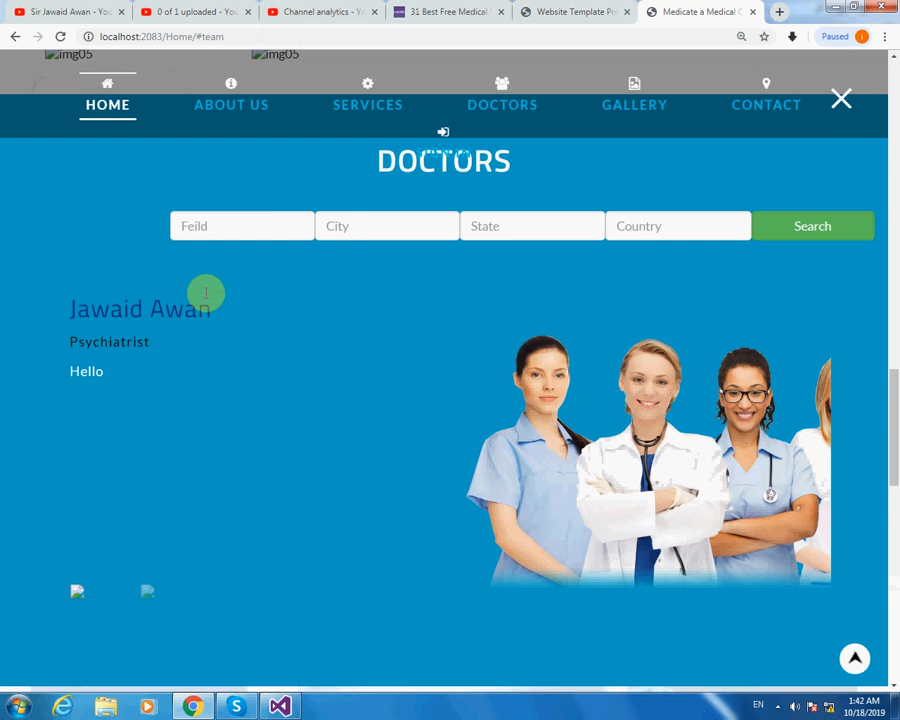 Sir Jawaid Awan - You
0 of 1 uploaded - You
Channel analytics - Yo
31 Best Free Medical
Website Template Pr
Medicate a Medical C
localhost:2083/Home/#team
Paused
img05
img05
HOME
ABOUT US
SERVICES
DOCTORS
GALLERY
CONTACT
DOCTORS
Feild
City
State
Country
Search
Jawaid Awan
Psychiatrist
Hello
EN
1:42 AM
10/18/2019